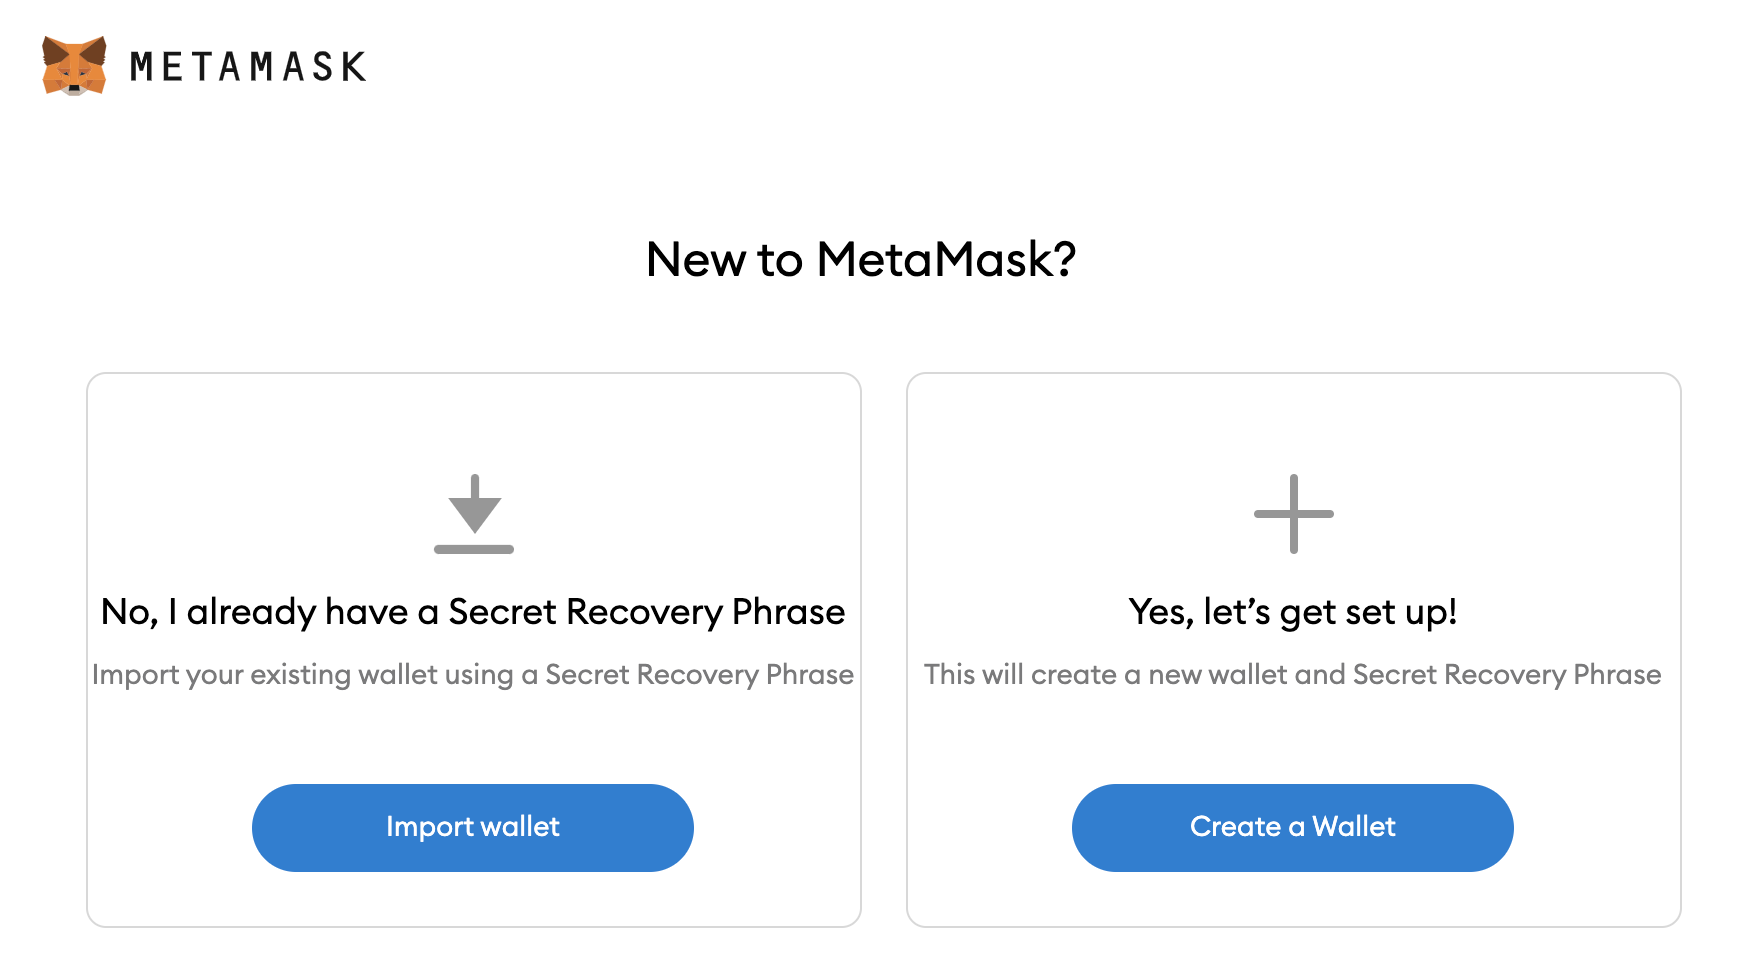 METAMASK
New to MetaMask?
No, I already have a Secret Recovery Phrase
Import your existing wallet using a Secret Recovery Phrase
Import wallet
Yes, let’s get set up!
This will create a new wallet and Secret Recovery Phrase
Create a Wallet